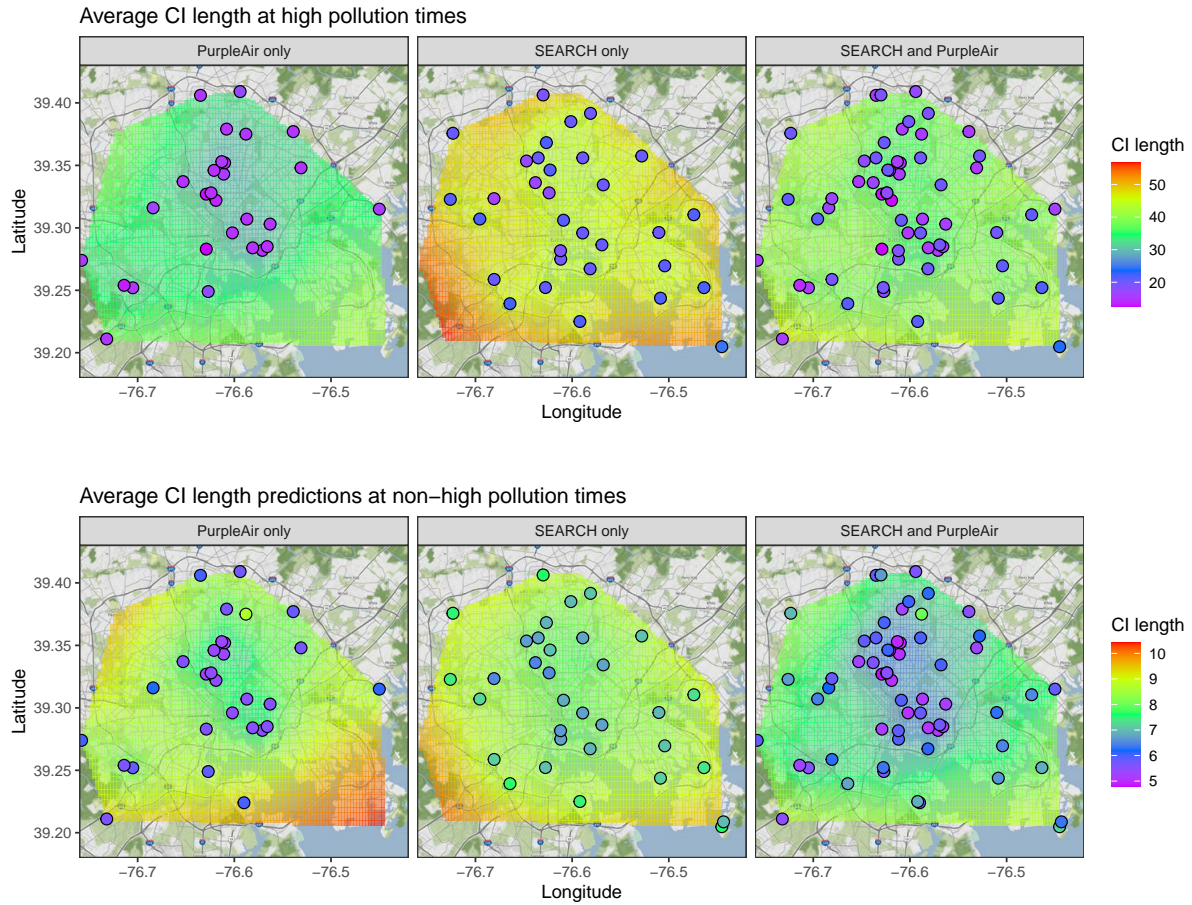 Average CI length at high pollution times
PurpleAir only
SEARCH only
SEARCH and PurpleAir
Latitude
39.40
39.35
39.30
39.25
39.20
−76.7
−76.6
−76.5
−76.7
−76.6
−76.5
−76.7
−76.6
−76.5
Longitude
CI length
50
40
30
20
Average CI length predictions at non−high pollution times
PurpleAir only
SEARCH only
SEARCH and PurpleAir
Latitude
39.40
39.35
39.30
39.25
39.20
−76.7
−76.6
−76.5
−76.7
−76.6
−76.5
−76.7
−76.6
−76.5
Longitude
CI length
10
9
8
7
6
5